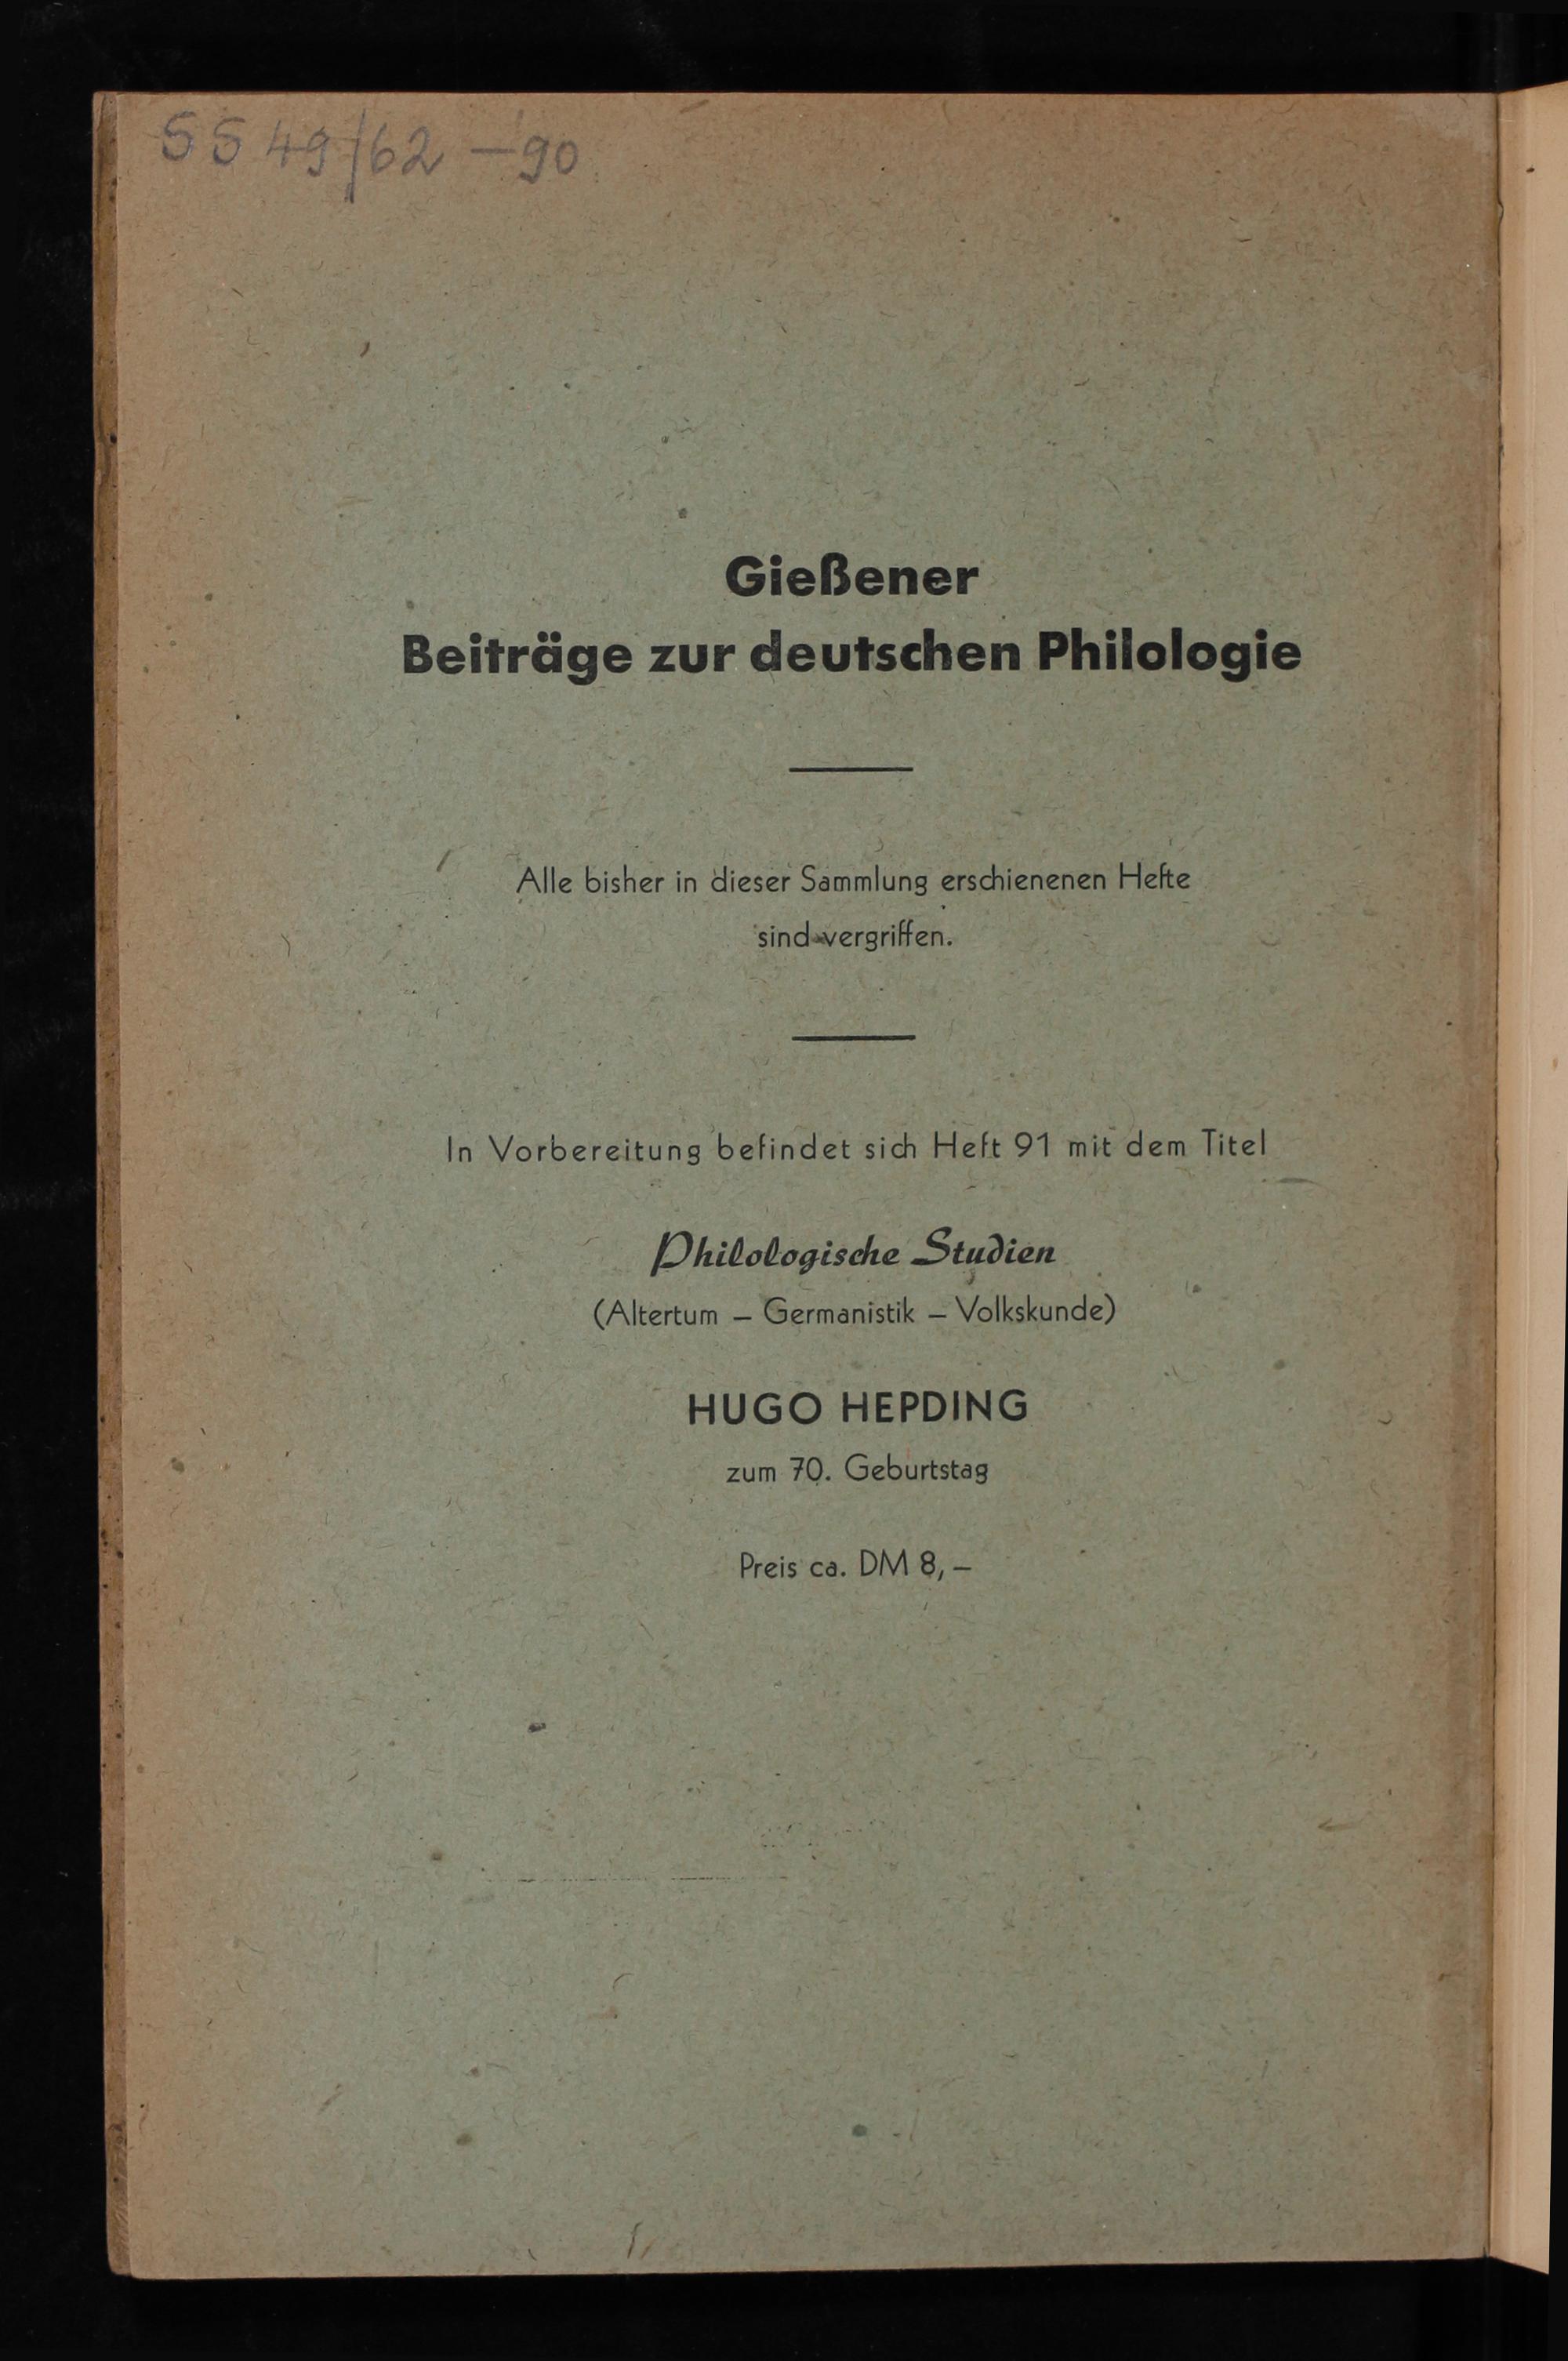 SS 49/62 – 90
Gießener
Beiträge zur deutschen Philologie
Alle bisher in dieser Sammlung erschienenen Hefte
sind vergriffen.
In Vorbereitung befindet sich Heft 91 mit dem Titel
Philologische Studien
(Altertum – Germanistik – Volkskunde)
HUGO HEPDING
zum 70. Geburtstag
Preis ca. DM 8,–